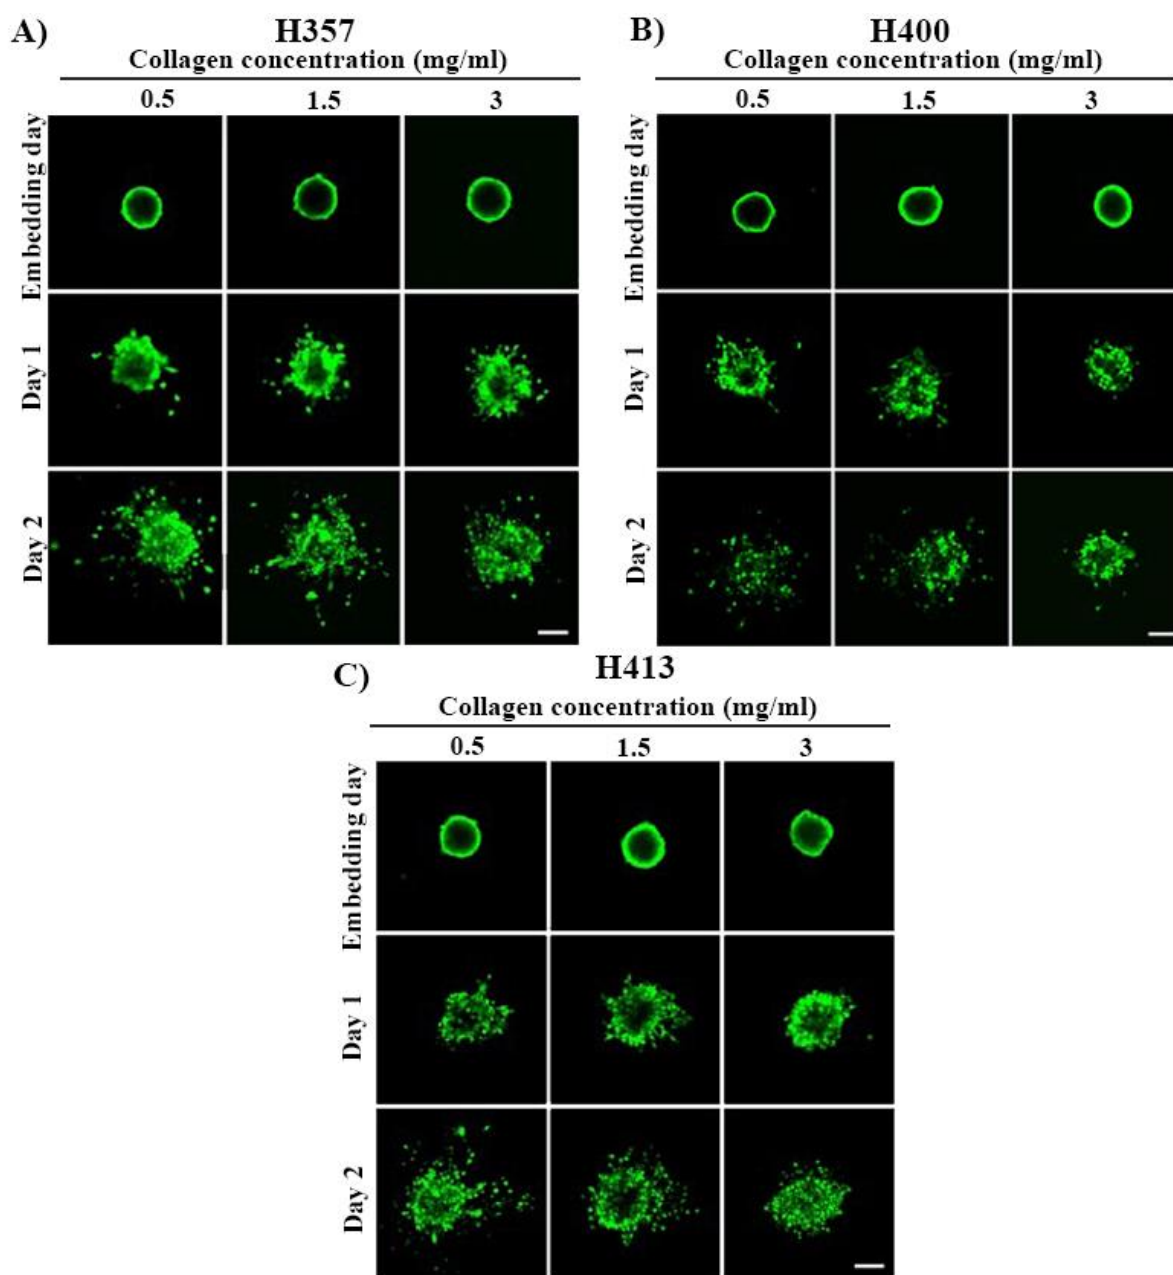 A)
H357
Collagen concentration (mg/ml)
0.5 1.5 3
Embedding day
Day 1
Day 2
B)
H400
Collagen concentration (mg/ml)
0.5 1.5 3
Embedding day
Day 1
Day 2
C)
H413
Collagen concentration (mg/ml)
0.5 1.5 3
Embedding day
Day 1
Day 2